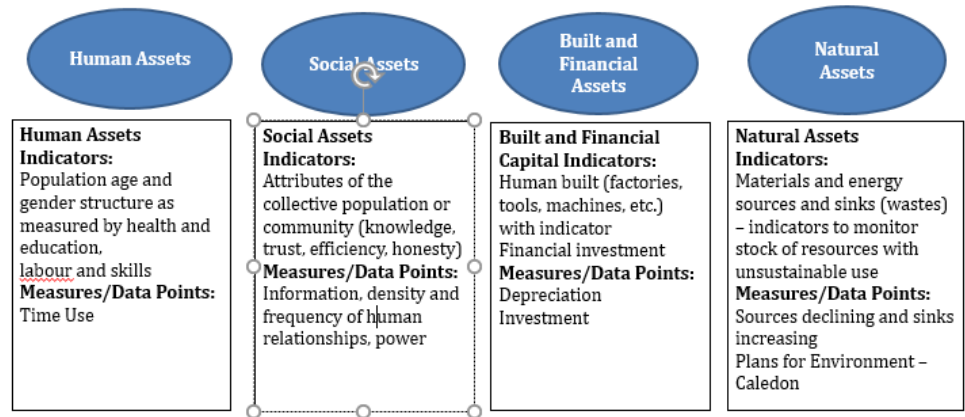 Human Assets
Social Assets
Built and
Financial
Assets
Natural
Assets
Human Assets
Indicators:
Population age and
gender structure as
measured by health and
education,
labour and skills
Measures/Data Points:
Time Use
Social Assets
Indicators:
Attributes of the
collective population or
community (knowledge,
trust, efficiency, honesty)
Measures/Data Points:
Information, density and
frequency of human
relationships, power
Built and Financial
Capital Indicators:
Human built (factories,
tools, machines, etc.)
with indicator
Financial investment
Measures/Data Points:
Depreciation
Investment
Natural Assets
Indicators:
Materials and energy
sources and sinks (wastes)
– indicators to monitor
stock of resources with
unsustainable use
Measures/Data Points:
Sources declining and sinks
increasing
Plans for Environment –
Caledon